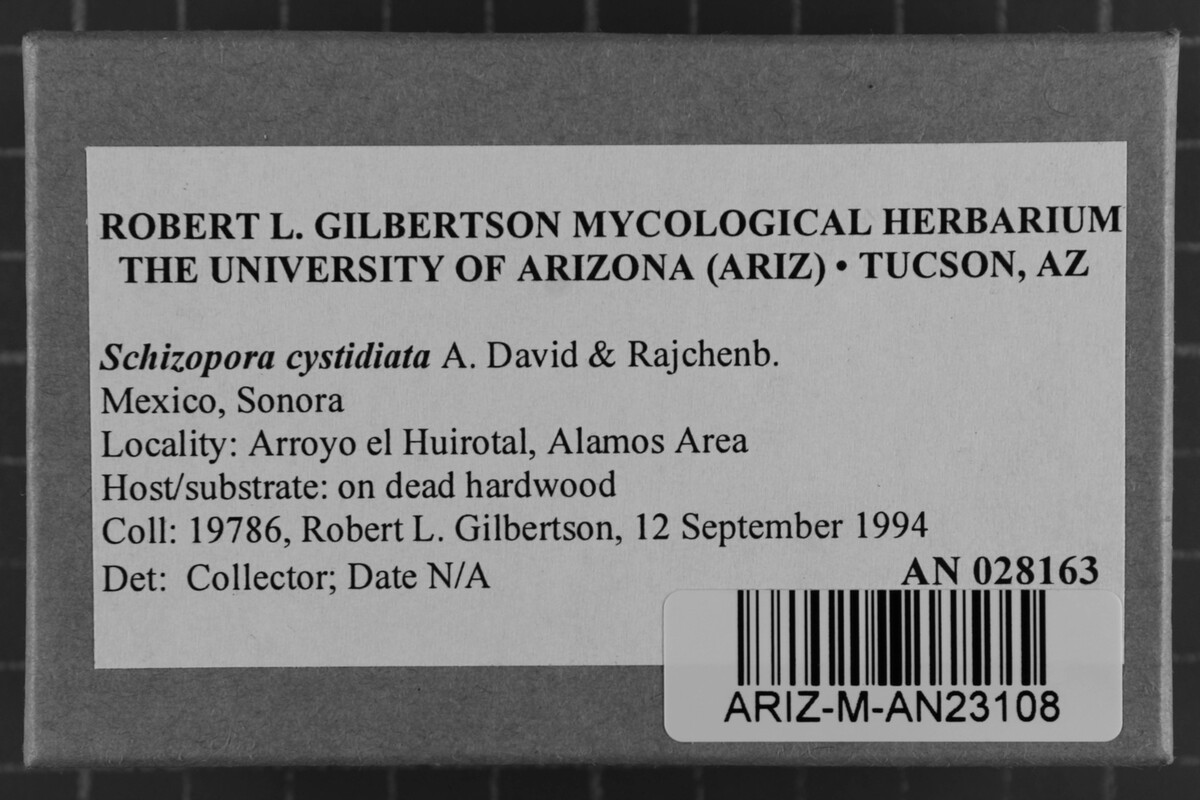 ROBERT L. GILBERTSON MYCOLOGICAL HERBARIUM
THE UNIVERSITY OF ARIZONA (ARIZ) • TUCSON, AZ
Schizopora cystidiata A. David & Rajchenb.
Mexico, Sonora
Locality: Arroyo el Huirotal, Alamos Area
Host/substrate: on dead hardwood
Coll: 19786, Robert L. Gilbertson, 12 September 1994
Det: Collector; Date N/A
AN 028163
ARIZ-M-AN23108